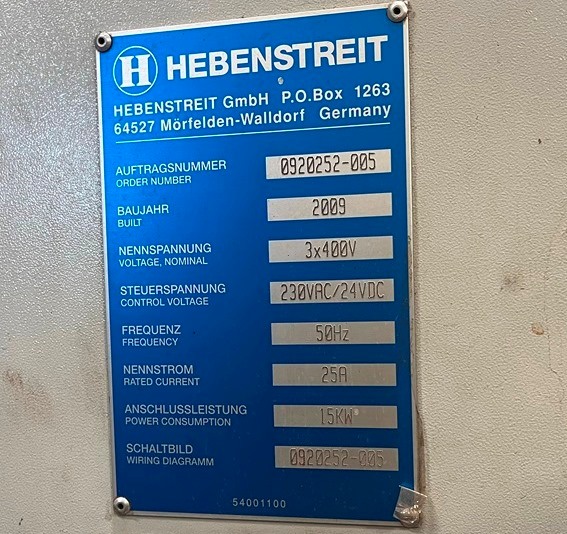 H HEBENSTREIT
HEBENSTREIT GmbH P.O.Box 1263
64527 Mörfelden-Walldorf Germany
AUFTRAGSNUMMER 0920252-005
ORDER NUMBER
BAUJAHR 2009
BUILT
NENNSPANNUNG 3x400V
VOLTAGE, NOMINAL
STEUERSPANNUNG 230VAC/24VDC
CONTROL VOLTAGE
FREQUENZ 50Hz
FREQUENCY
NENNSTROM 25A
RATED CURRENT
ANSCHLUSSLEISTUNG 15KW
POWER CONSUMPTION
SCHALTBILD 0920252-005
WIRING DIAGRAMM
54001100